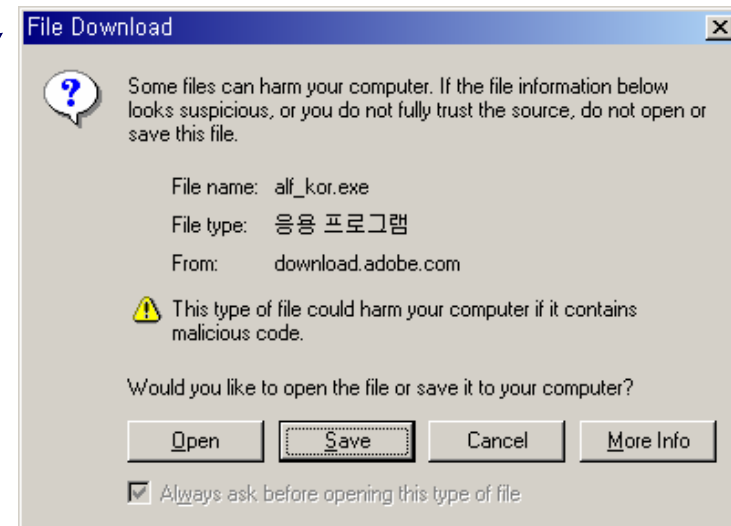 File Download
Some files can harm your computer. If the file information below
looks suspicious, or you do not fully trust the source, do not open or
save this file.
File name: alf_kor.exe
File type: 응용 프로그램
From: download.adobe.com
This type of file could harm your computer if it contains
malicious code.
Would you like to open the file or save it to your computer?
Open Save Cancel More Info
Always ask before opening this type of file